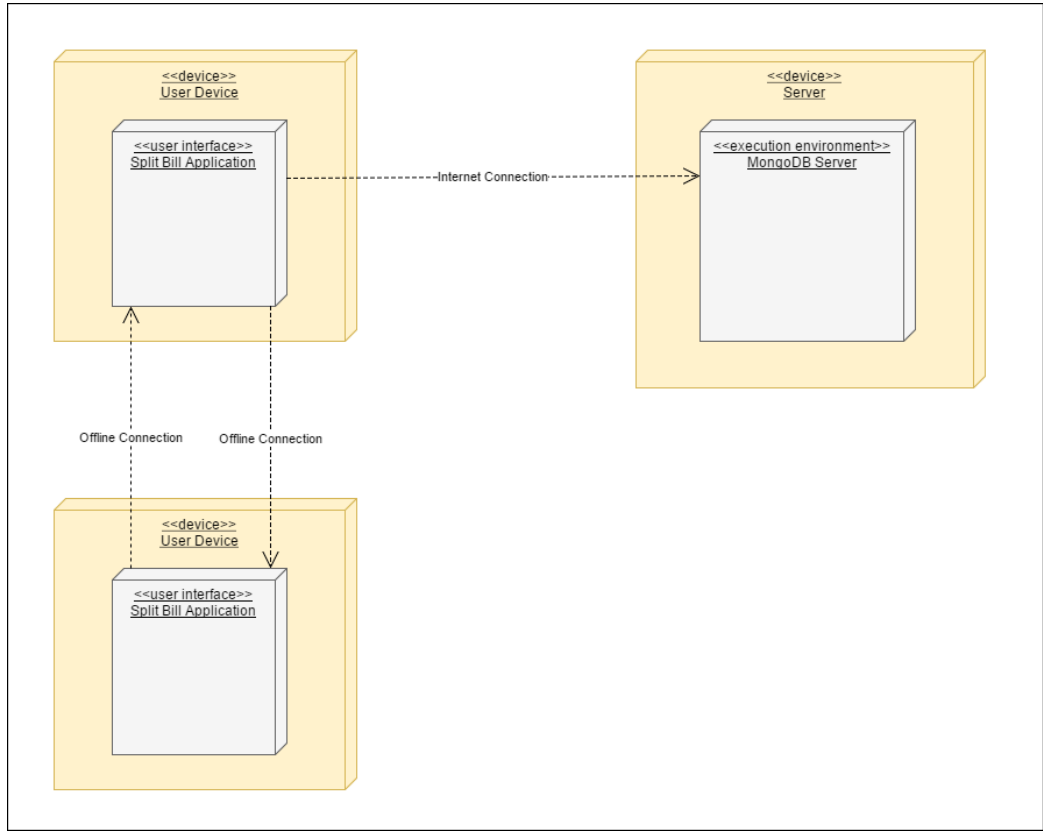 <<device>>
User Device
<<user interface>>
Split Bill Application
<<device>>
Server
<<execution environment>>
MongoDB Server
Internet Connection
Offline Connection
Offline Connection
<<device>>
User Device
<<user interface>>
Split Bill Application